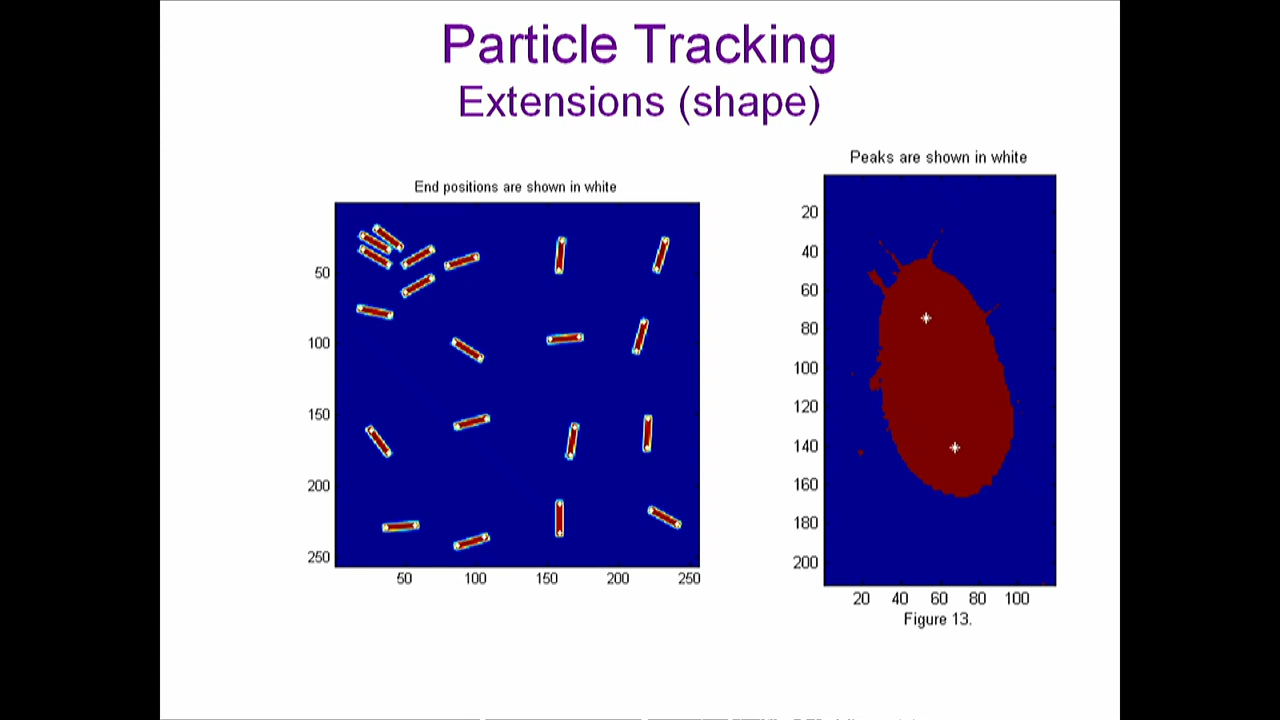 Particle Tracking
Extensions (shape)
End positions are shown in white
50
100
150
200
250
50 100 150 200 250
Peaks are shown in white
20
40
60
80
100
120
140
160
180
200
20 40 60 80 100
Figure 13.